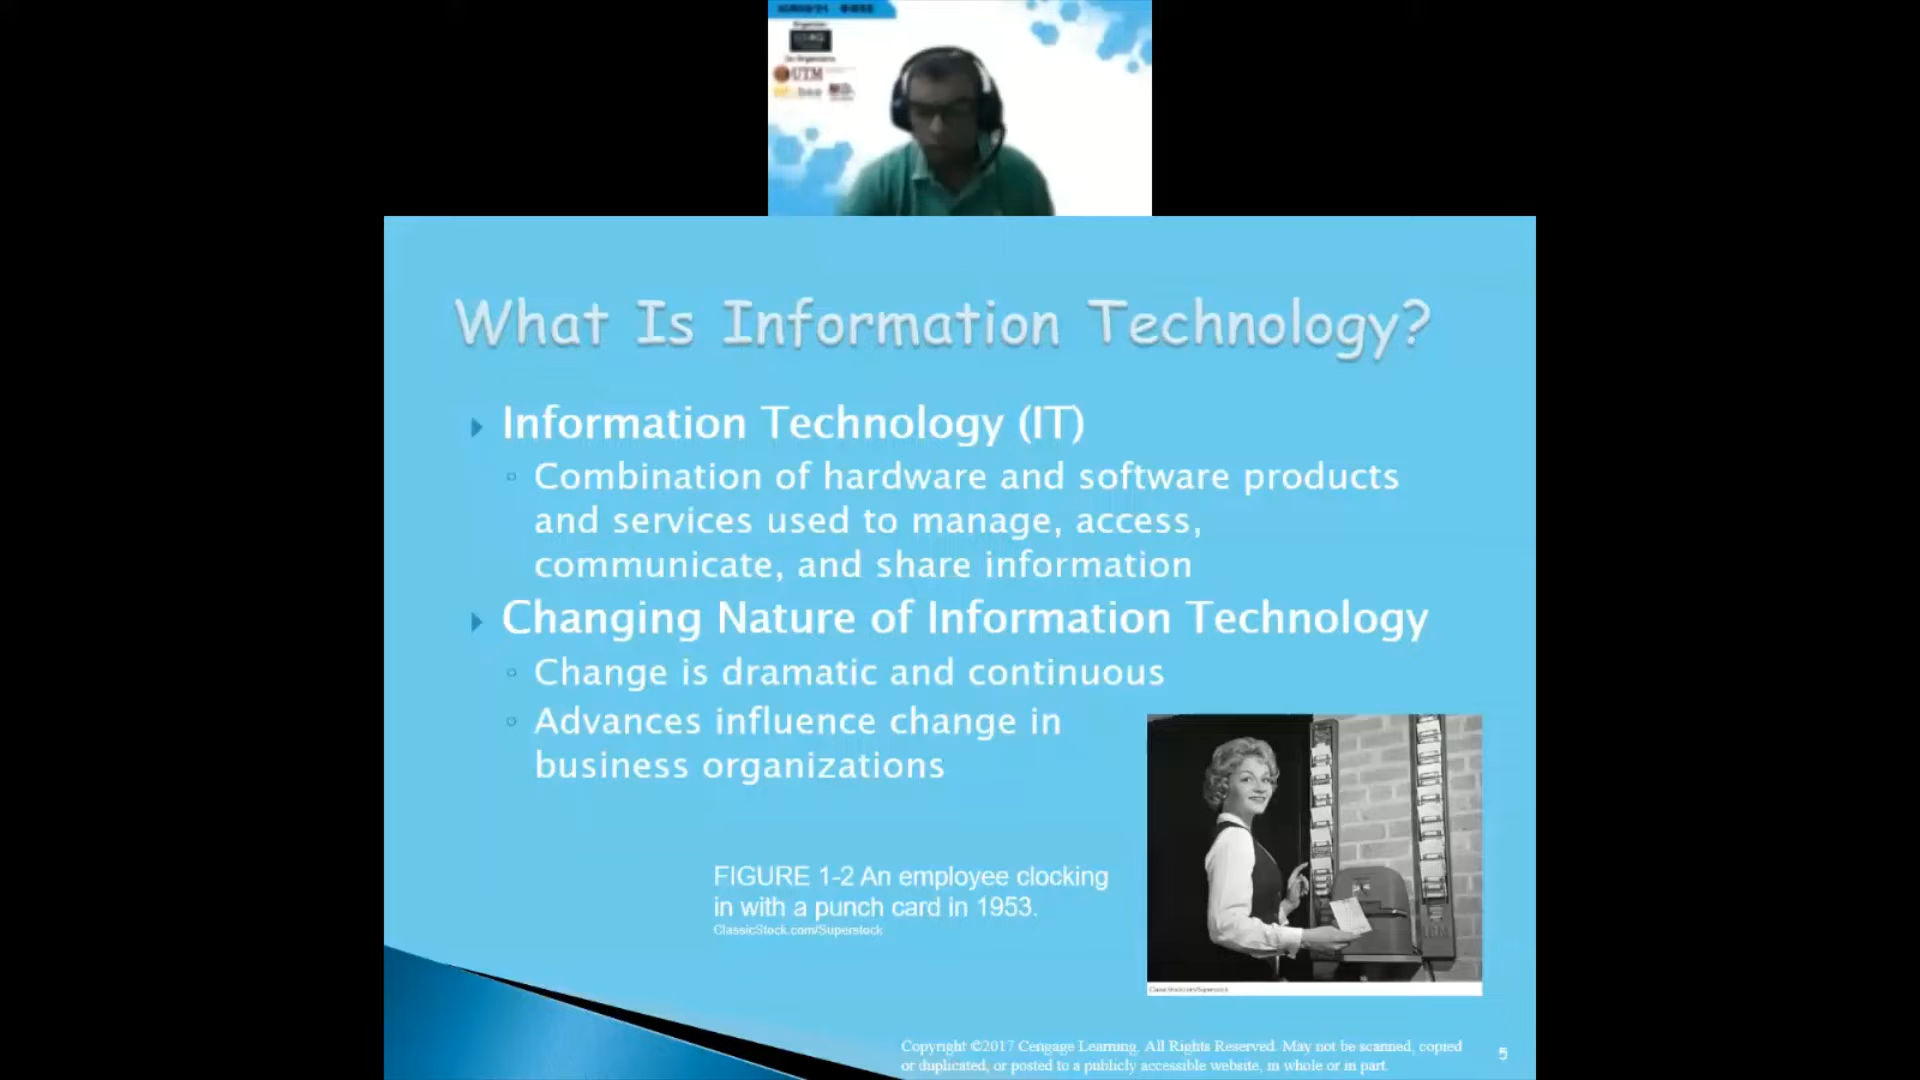 UTM
What Is Information Technology?
Information Technology (IT)
Combination of hardware and software products
and services used to manage, access,
communicate, and share information
Changing Nature of Information Technology
Change is dramatic and continuous
Advances influence change in
business organizations
FIGURE 1-2 An employee clocking
in with a punch card in 1953.
ClassicStock.com/Superstock
ClassicStock.com/Superstock
Copyright ©2017 Cengage Learning. All Rights Reserved. May not be scanned, copied
or duplicated, or posted to a publicly accessible website, in whole or in part.
5